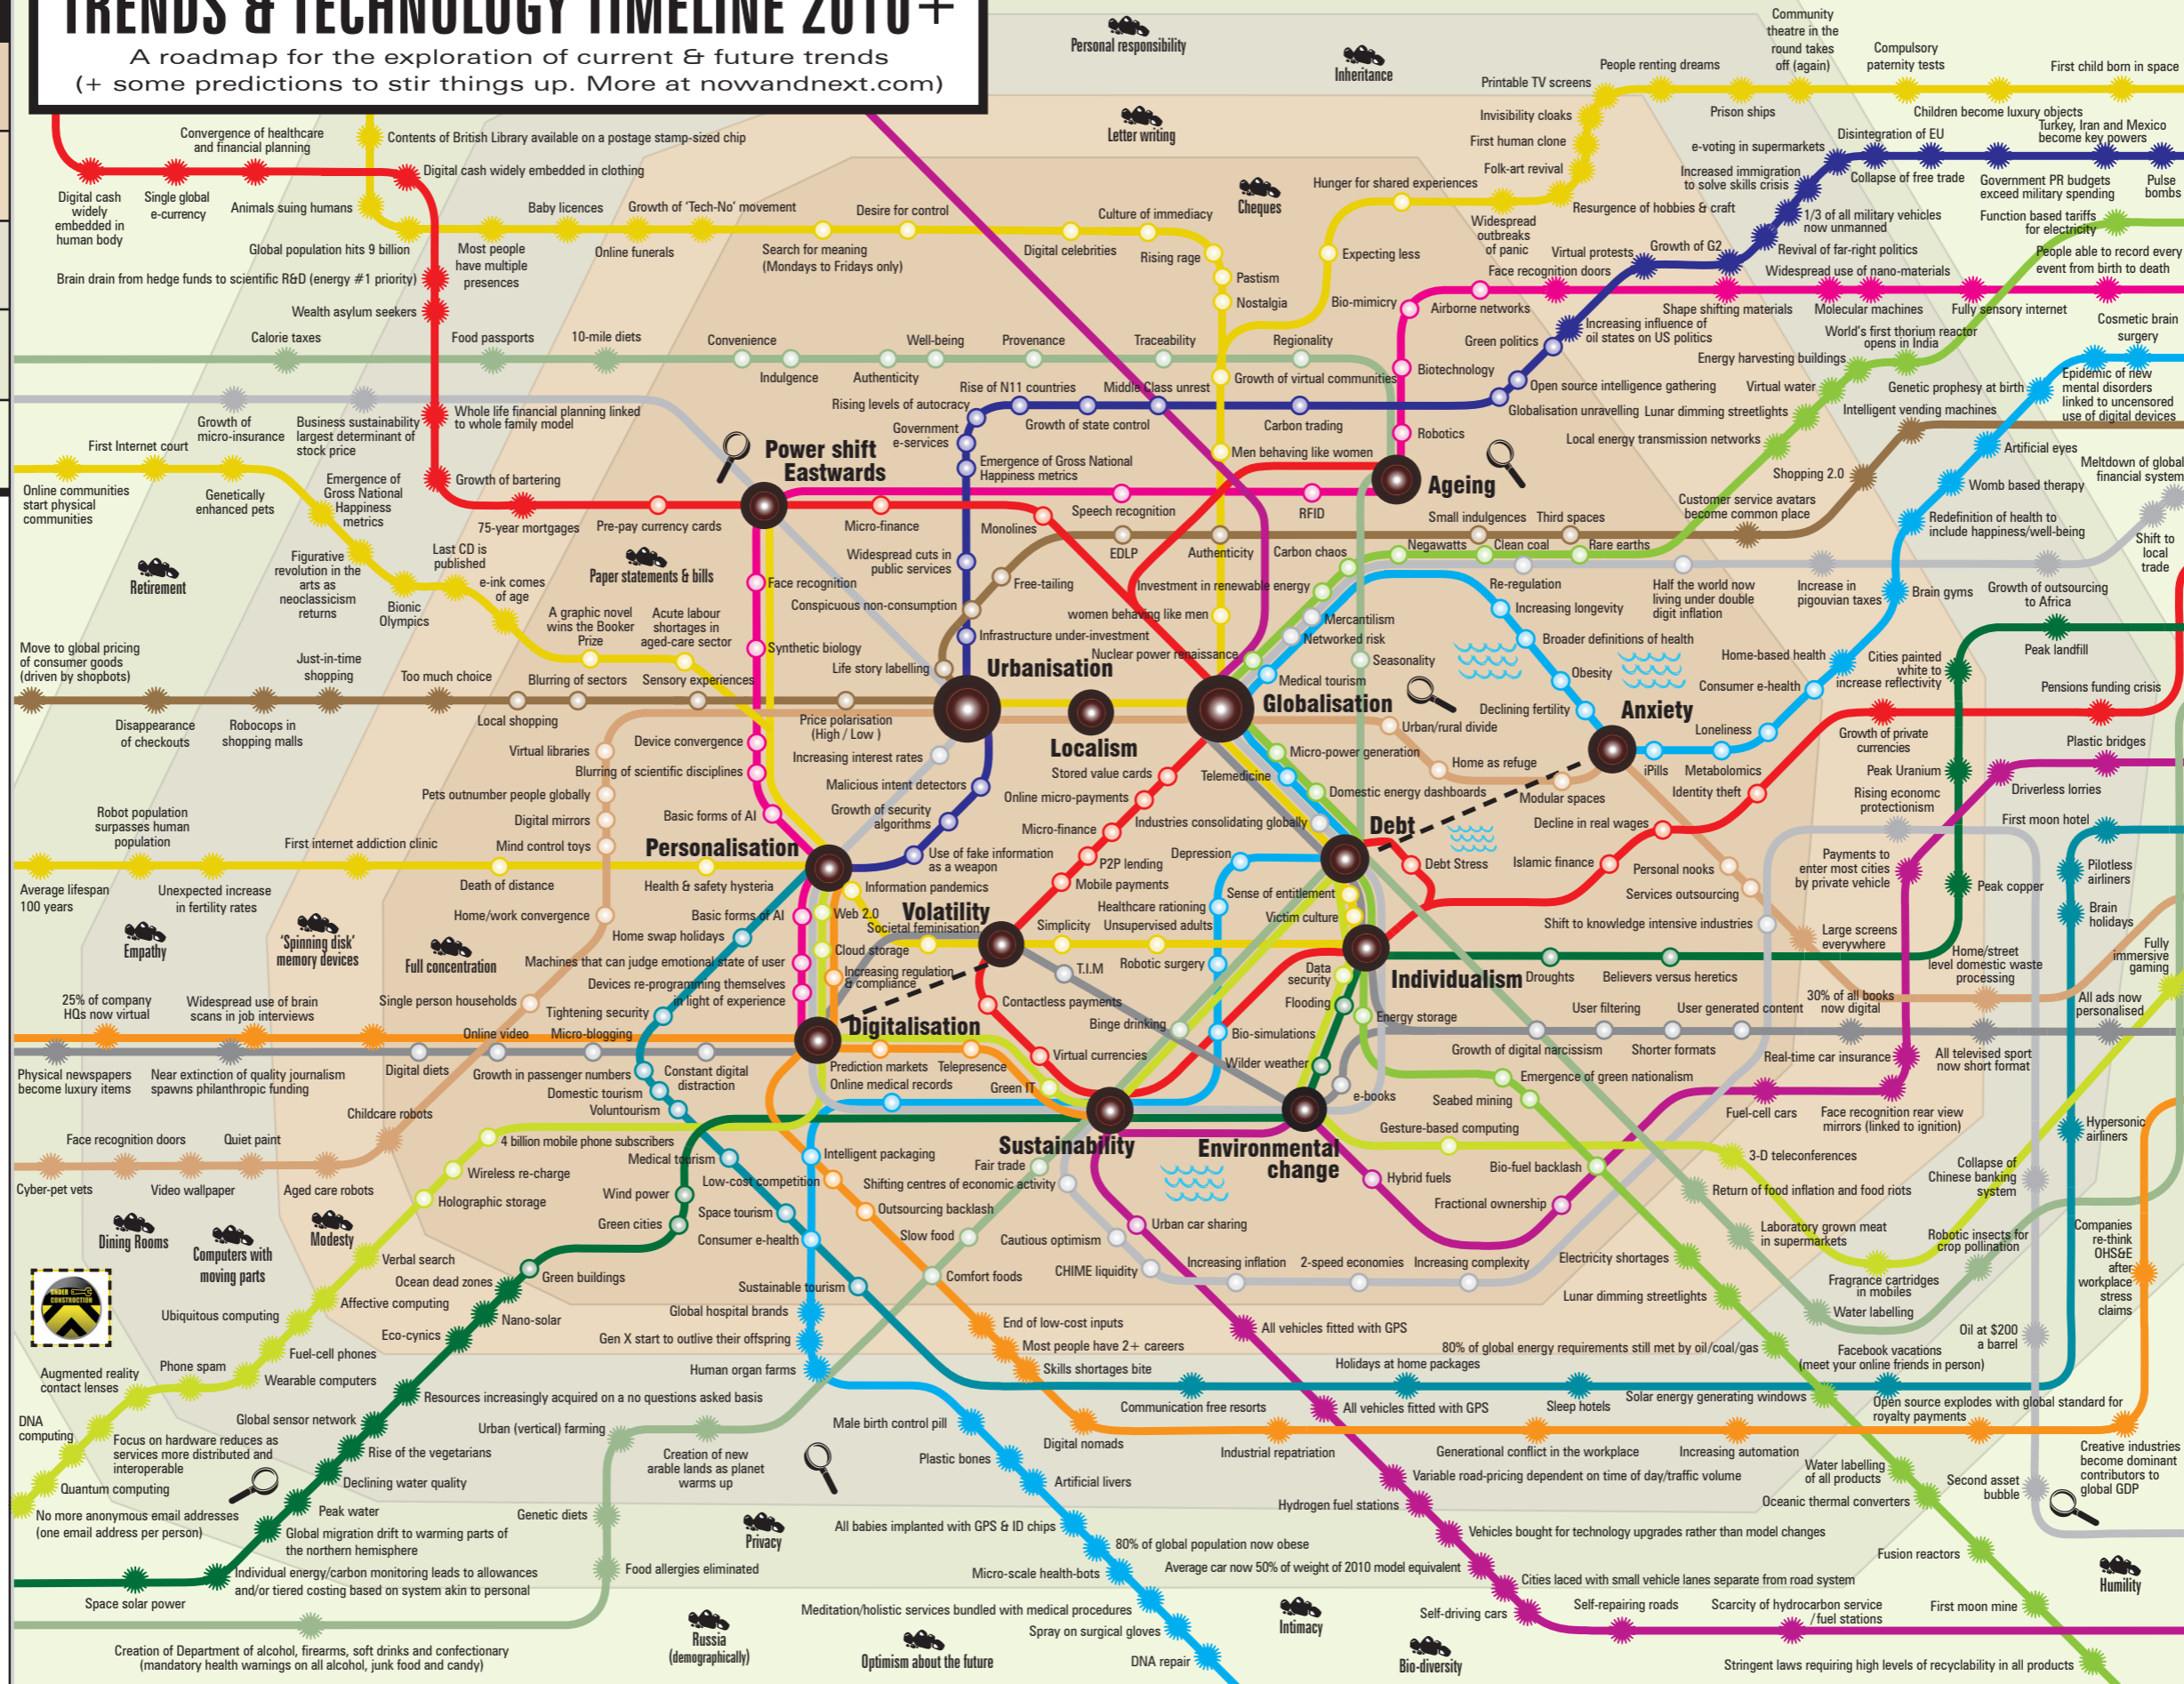 TRENDS & TECHNOLOGY TIMELINE 2010+
A roadmap for the exploration of current & future trends
(+ some predictions to stir things up. More at nowandnext.com)
Personal responsibility
Inheritance
Letter writing
Cheques
Community
theatre in the
round takes
off (again)
Compulsory
paternity tests
First child born in space
People renting dreams
Printable TV screens
Prison ships
Children become luxury objects
Invisibility cloaks
First human clone
Folk-art revival
Hunger for shared experiences
Widespread
outbreaks
of panic
Resurgence of hobbies & craft
Expecting less
e-voting in supermarkets
Disintegration of EU
Turkey, Iran and Mexico
become key powers
Increased immigration
to solve skills crisis
Collapse of free trade
Government PR budgets
exceed military spending
Pulse
bombs
1/3 of all military vehicles
now unmanned
Function based tariffs
for electricity
Virtual protests
Growth of G2
Revival of far-right politics
People able to record every
event from birth to death
Face recognition doors
Widespread use of nano-materials
Bio-mimicry
Airborne networks
Shape shifting materials
Molecular machines
Fully sensory internet
Increasing influence of
oil states on US politics
World's first thorium reactor
opens in India
Cosmetic brain
surgery
Green politics
Energy harvesting buildings
Biotechnology
Open source intelligence gathering
Virtual water
Genetic prophesy at birth
Epidemic of new
mental disorders
linked to uncensored
use of digital devices
Globalisation unravelling
Lunar dimming streetlights
Intelligent vending machines
Robotics
Local energy transmission networks
Artificial eyes
Meltdown of global
financial system
Shopping 2.0
Womb based therapy
Customer service avatars
become common place
Redefinition of health to
include happiness/well-being
Shift to
local
trade
Convergence of healthcare
and financial planning
Contents of British Library available on a postage stamp-sized chip
Digital cash widely embedded in clothing
Digital cash
widely
embedded in
human body
Single global
e-currency
Animals suing humans
Baby licences
Growth of 'Tech-No' movement
Desire for control
Culture of immediacy
Global population hits 9 billion
Most people
have multiple
presences
Online funerals
Search for meaning
(Mondays to Fridays only)
Digital celebrities
Rising rage
Pastism
Nostalgia
Brain drain from hedge funds to scientific R&D (energy #1 priority)
Wealth asylum seekers
Calorie taxes
Food passports
10-mile diets
Convenience
Indulgence
Authenticity
Well-being
Provenance
Traceability
Regionality
Growth of virtual communities
Rise of N11 countries
Middle Class unrest
Rising levels of autocracy
Growth of state control
Carbon trading
Government
e-services
Growth of
micro-insurance
Business sustainability
largest determinant of
stock price
Whole life financial planning linked
to whole family model
First Internet court
Power shift
Eastwards
Emergence of Gross National
Happiness metrics
Men behaving like women
Ageing
Online communities
start physical
communities
Genetically
enhanced pets
Emergence of
Gross National
Happiness
metrics
Growth of bartering
75-year mortgages
Pre-pay currency cards
Micro-finance
Monolines
Speech recognition
RFID
Small indulgences
Third spaces
EDLP
Authenticity
Carbon chaos
Negawatts
Clean coal
Rare earths
Retirement
Figurative
revolution in the
arts as
neoclassicism
returns
Last CD is
published
Bionic
Olympics
e-ink comes
of age
Paper statements & bills
Face recognition
Widespread cuts in
public services
Free-tailing
Investment in renewable energy
Re-regulation
Half the world now
living under double
digit inflation
Increase in
pigouvian taxes
Brain gyms
Growth of outsourcing
to Africa
Conspicuous non-consumption
women behaving like men
Mercantilism
Increasing longevity
A graphic novel
wins the Booker
Prize
Acute labour
shortages in
aged-care sector
Infrastructure under-investment
Networked risk
Broader definitions of health
Move to global pricing
of consumer goods
(driven by shopbots)
Just-in-time
shopping
Synthetic biology
Nuclear power renaissance
Seasonality
Home-based health
Cities painted
white to
increase reflectivity
Peak landfill
Life story labelling
Urbanisation
Medical tourism
Obesity
Consumer e-health
Pensions funding crisis
Too much choice
Blurring of sectors
Sensory experiences
Globalisation
Declining fertility
Anxiety
Disappearance
of checkouts
Robocops in
shopping malls
Local shopping
Price polarisation
(High / Low )
Localism
Urban/rural divide
Loneliness
Growth of private
currencies
Plastic bridges
Virtual libraries
Device convergence
Increasing interest rates
Micro-power generation
Home as refuge
iPills
Metabolomics
Peak Uranium
Blurring of scientific disciplines
Malicious intent detectors
Stored value cards
Telemedicine
Domestic energy dashboards
Modular spaces
Identity theft
Rising economc
protectionism
Driverless lorries
Pets outnumber people globally
Online micro-payments
Robot population
surpasses human
population
Digital mirrors
Basic forms of AI
Growth of security
algorithms
Micro-finance
Industries consolidating globally
Debt
Decline in real wages
First moon hotel
First internet addiction clinic
Mind control toys
Personalisation
Use of fake information
as a weapon
P2P lending
Depression
Debt Stress
Islamic finance
Personal nooks
Payments to
enter most cities
by private vehicle
Pilotless
airliners
Average lifespan
100 years
Unexpected increase
in fertility rates
Death of distance
Health & safety hysteria
Information pandemics
Mobile payments
Sense of entitlement
Services outsourcing
Peak copper
Home/work convergence
Basic forms of AI
Web 2.0
Volatility
Healthcare rationing
Victim culture
Brain
holidays
Societal feminisation
Simplicity
Unsupervised adults
Shift to knowledge intensive industries
Large screens
everywhere
Empathy
'Spinning disk'
memory devices
Full concentration
Home swap holidays
Cloud storage
Machines that can judge emotional state of user
Increasing regulation
& compliance
T.I.M
Robotic surgery
Data
security
Individualism
Droughts
Believers versus heretics
Home/street
level domestic waste
processing
Fully
immersive
gaming
25% of company
HQs now virtual
Widespread use of brain
scans in job interviews
Single person households
Devices re-programming themselves
in light of experience
Contactless payments
Flooding
Energy storage
User filtering
User generated content
30% of all books
now digital
All ads now
personalised
Tightening security
Digitalisation
Binge drinking
Bio-simulations
Online video
Micro-blogging
Virtual currencies
Wilder weather
Growth of digital narcissism
Shorter formats
Real-time car insurance
All televised sport
now short format
Physical newspapers
become luxury items
Near extinction of quality journalism
spawns philanthropic funding
Digital diets
Growth in passenger numbers
Constant digital
distraction
Prediction markets
Telepresence
Online medical records
Green IT
Emergence of green nationalism
Domestic tourism
Voluntourism
e-books
Seabed mining
Fuel-cell cars
Face recognition rear view
mirrors (linked to ignition)
Childcare robots
Face recognition doors
Quiet paint
4 billion mobile phone subscribers
Sustainability
Environmental
change
Gesture-based computing
Hypersonic
airliners
Medical tourism
Intelligent packaging
Fair trade
Bio-fuel backlash
3-D teleconferences
Wireless re-charge
Low-cost competition
Shifting centres of economic activity
Hybrid fuels
Collapse of
Chinese banking
system
Cyber-pet vets
Video wallpaper
Aged care robots
Holographic storage
Wind power
Space tourism
Outsourcing backlash
Fractional ownership
Return of food inflation and food riots
Dining Rooms
Computers with
moving parts
Modesty
Green cities
Consumer e-health
Slow food
Cautious optimism
Urban car sharing
Laboratory grown meat
in supermarkets
Robotic insects for
crop pollination
Companies
re-think
OHS&E
after
workplace
stress
claims
Verbal search
Green buildings
Comfort foods
CHIME liquidity
Increasing inflation
2-speed economies
Increasing complexity
Electricity shortages
Fragrance cartridges
in mobiles
UNDER
CONSTRUCTION
Ocean dead zones
Sustainable tourism
Affective computing
Lunar dimming streetlights
Water labelling
Ubiquitous computing
Nano-solar
Global hospital brands
End of low-cost inputs
All vehicles fitted with GPS
Oil at $200
a barrel
Eco-cynics
Gen X start to outlive their offspring
Most people have 2+ careers
80% of global energy requirements still met by oil/coal/gas
Facebook vacations
(meet your online friends in person)
Fuel-cell phones
Phone spam
Human organ farms
Skills shortages bite
Holidays at home packages
Augmented reality
contact lenses
Wearable computers
Resources increasingly acquired on a no questions asked basis
Communication free resorts
All vehicles fitted with GPS
Sleep hotels
Solar energy generating windows
Open source explodes with global standard for
royalty payments
DNA
computing
Global sensor network
Urban (vertical) farming
Male birth control pill
Digital nomads
Industrial repatriation
Generational conflict in the workplace
Increasing automation
Focus on hardware reduces as
services more distributed and
interoperable
Rise of the vegetarians
Creation of new
arable lands as planet
warms up
Plastic bones
Water labelling
of all products
Creative industries
become dominant
contributors to
global GDP
Quantum computing
Declining water quality
Artificial livers
Variable road-pricing dependent on time of day/traffic volume
Second asset
bubble
No more anonymous email addresses
(one email address per person)
Peak water
Genetic diets
Hydrogen fuel stations
Oceanic thermal converters
Global migration drift to warming parts of
the northern hemisphere
Privacy
All babies implanted with GPS & ID chips
Vehicles bought for technology upgrades rather than model changes
80% of global population now obese
Fusion reactors
Individual energy/carbon monitoring leads to allowances
and/or tiered costing based on system akin to personal
Food allergies eliminated
Micro-scale health-bots
Average car now 50% of weight of 2010 model equivalent
Cities laced with small vehicle lanes separate from road system
Humility
Space solar power
Meditation/holistic services bundled with medical procedures
Self-driving cars
Self-repairing roads
Scarcity of hydrocarbon service
/fuel stations
First moon mine
Russia
(demographically)
Spray on surgical gloves
Intimacy
Optimism about the future
DNA repair
Bio-diversity
Creation of Department of alcohol, firearms, soft drinks and confectionary
(mandatory health warnings on all alcohol, junk food and candy)
Stringent laws requiring high levels of recyclability in all products